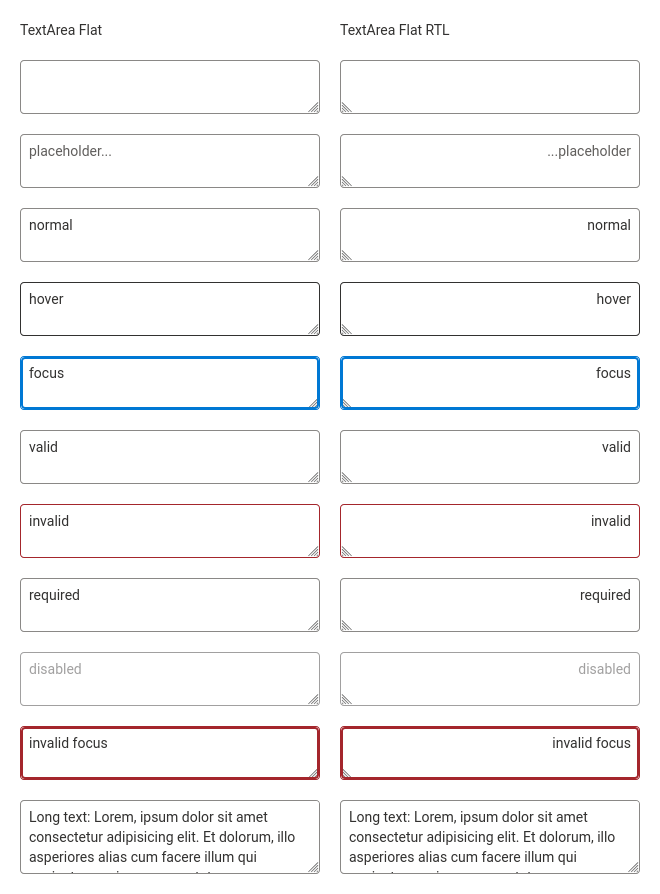 TextArea Flat
TextArea Flat RTL
placeholder...
...placeholder
normal
normal
hover
hover
focus
focus
valid
valid
invalid
invalid
required
required
disabled
disabled
invalid focus
invalid focus
Long text: Lorem, ipsum dolor sit amet
consectetur adipisicing elit. Et dolorum, illo
asperiores alias cum facere illum qui
Long text: Lorem, ipsum dolor sit amet
consectetur adipisicing elit. Et dolorum, illo
asperiores alias cum facere illum qui